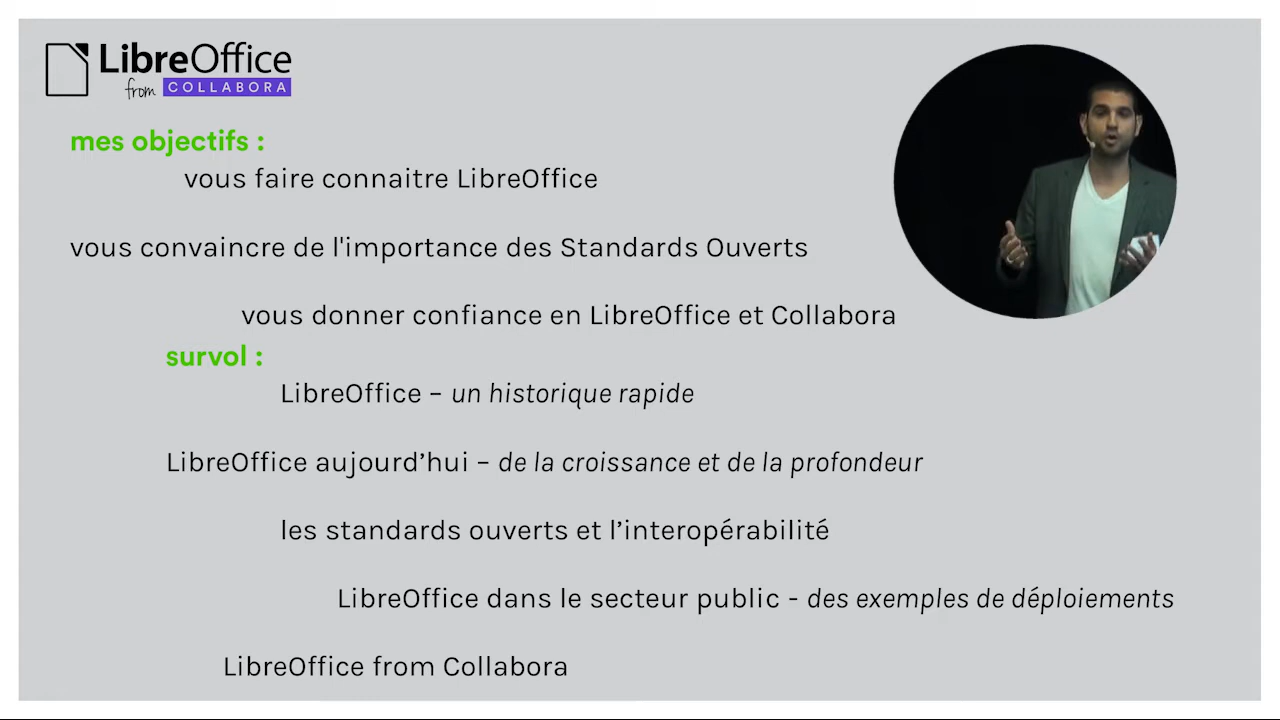 LibreOffice
from COLLABORA
mes objectifs :
vous faire connaitre LibreOffice
vous convaincre de l'importance des Standards Ouverts
vous donner confiance en LibreOffice et Collabora
survol :
LibreOffice – un historique rapide
LibreOffice aujourd’hui – de la croissance et de la profondeur
les standards ouverts et l’interopérabilité
LibreOffice dans le secteur public - des exemples de déploiements
LibreOffice from Collabora